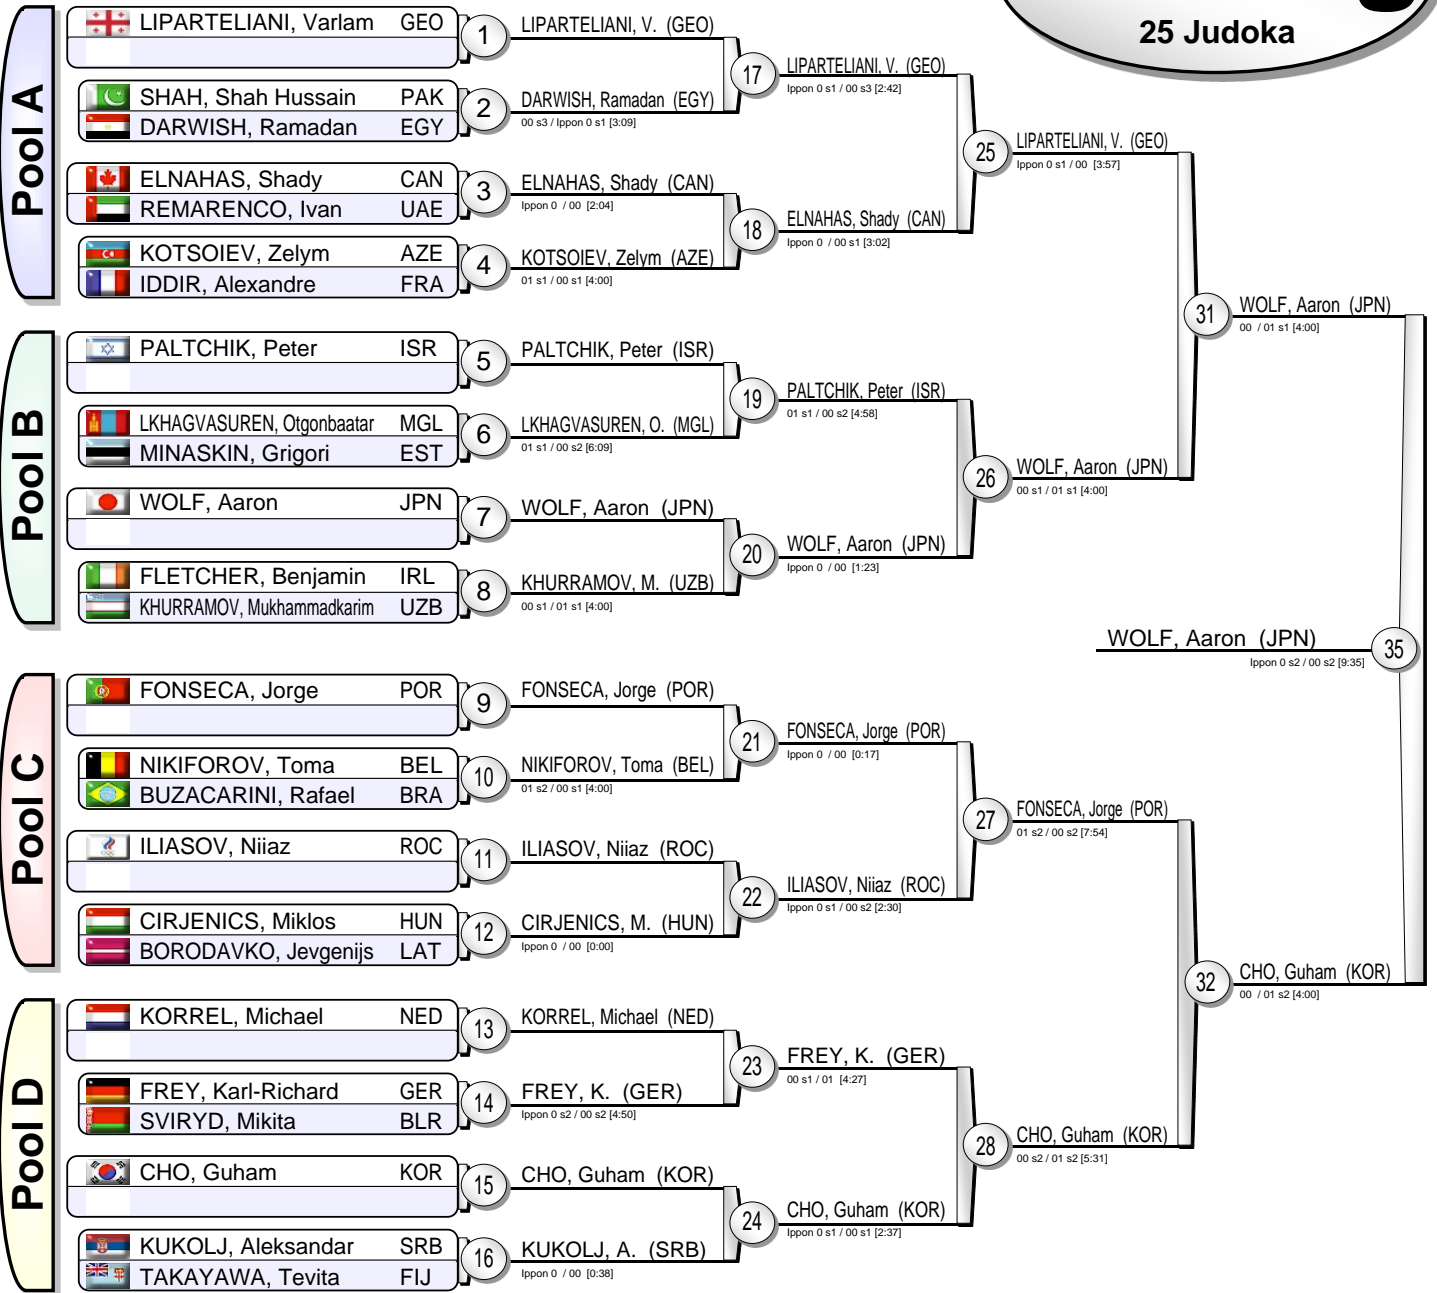 25 Judoka
Pool A
LIPARTELIANI, Varlam GEO
1
LIPARTELIANI, V. (GEO)
SHAH, Shah Hussain PAK
DARWISH, Ramadan EGY
2
DARWISH, Ramadan (EGY)
00 s3 / Ippon 0 s1 [3:09]
17
LIPARTELIANI, V. (GEO)
Ippon 0 s1 / 00 s3 [2:42]
ELNAHAS, Shady CAN
REMARENCO, Ivan UAE
3
ELNAHAS, Shady (CAN)
Ippon 0 / 00 [2:04]
KOTSOIEV, Zelym AZE
IDDIR, Alexandre FRA
4
KOTSOIEV, Zelym (AZE)
01 s1 / 00 s1 [4:00]
18
ELNAHAS, Shady (CAN)
Ippon 0 / 00 s1 [3:02]
25
LIPARTELIANI, V. (GEO)
Ippon 0 s1 / 00 [3:57]
Pool B
PALTCHIK, Peter ISR
5
PALTCHIK, Peter (ISR)
LKHAGVASUREN, Otgonbaatar MGL
MINASKIN, Grigori EST
6
LKHAGVASUREN, O. (MGL)
01 s1 / 00 s2 [6:09]
19
PALTCHIK, Peter (ISR)
01 s1 / 00 s2 [4:58]
WOLF, Aaron JPN
7
WOLF, Aaron (JPN)
FLETCHER, Benjamin IRL
KHURRAMOV, Mukhammadkarim UZB
8
KHURRAMOV, M. (UZB)
00 s1 / 01 s1 [4:00]
20
WOLF, Aaron (JPN)
Ippon 0 / 00 [1:23]
26
WOLF, Aaron (JPN)
00 s1 / 01 s1 [4:00]
31
WOLF, Aaron (JPN)
00 / 01 s1 [4:00]
WOLF, Aaron (JPN)
Ippon 0 s2 / 00 s2 [9:35]
35
Pool C
FONSECA, Jorge POR
9
FONSECA, Jorge (POR)
NIKIFOROV, Toma BEL
BUZACARINI, Rafael BRA
10
NIKIFOROV, Toma (BEL)
01 s2 / 00 s1 [4:00]
21
FONSECA, Jorge (POR)
Ippon 0 / 00 [0:17]
ILIASOV, Niiaz ROC
11
ILIASOV, Niiaz (ROC)
CIRJENICS, Miklos HUN
BORODAVKO, Jevgenijs LAT
12
CIRJENICS, M. (HUN)
Ippon 0 / 00 [0:00]
22
ILIASOV, Niiaz (ROC)
Ippon 0 s1 / 00 s2 [2:30]
27
FONSECA, Jorge (POR)
01 s2 / 00 s2 [7:54]
Pool D
KORREL, Michael NED
13
KORREL, Michael (NED)
FREY, Karl-Richard GER
SVIRYD, Mikita BLR
14
FREY, K. (GER)
Ippon 0 s2 / 00 s2 [4:50]
23
FREY, K. (GER)
00 s1 / 01 [4:27]
CHO, Guham KOR
15
CHO, Guham (KOR)
KUKOLJ, Aleksandar SRB
TAKAYAWA, Tevita FIJ
16
KUKOLJ, A. (SRB)
Ippon 0 / 00 [0:38]
24
CHO, Guham (KOR)
Ippon 0 s1 / 00 s1 [2:37]
28
CHO, Guham (KOR)
00 s2 / 01 s2 [5:31]
32
CHO, Guham (KOR)
00 / 01 s2 [4:00]